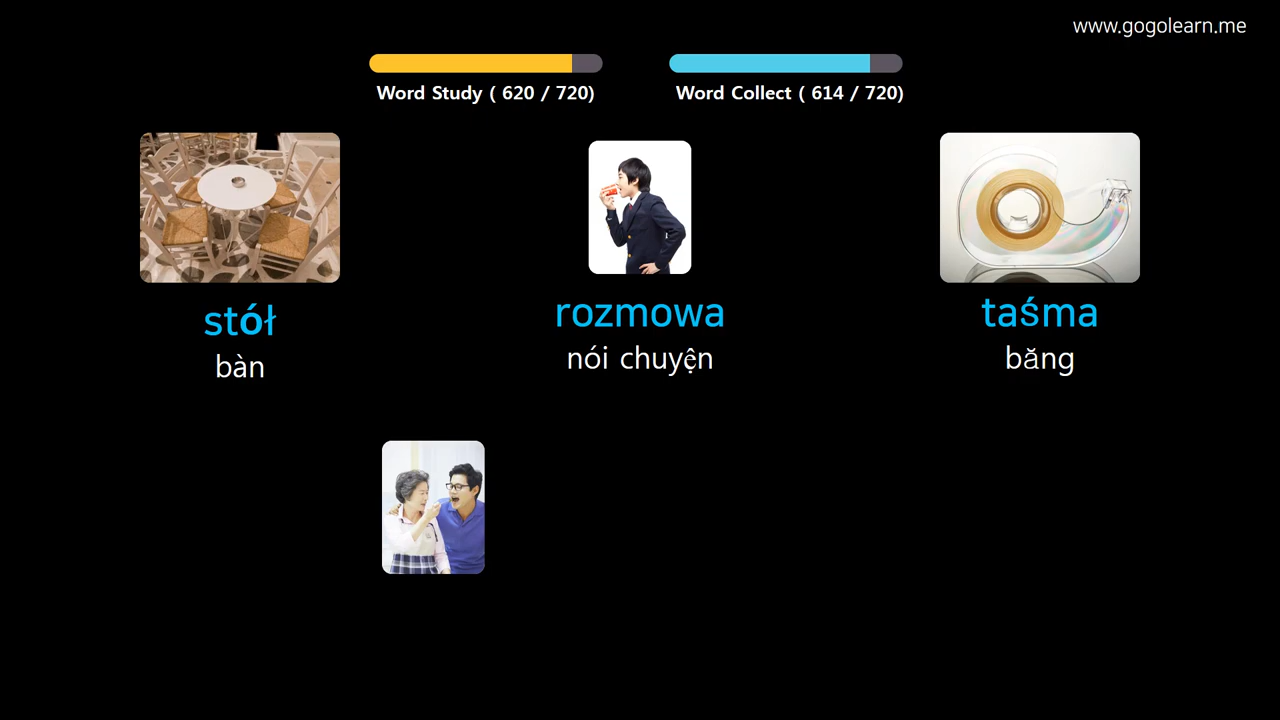 www.gogolearn.me
Word Study ( 620 / 720)
Word Collect ( 614 / 720)
stół
rozmowa
taśma
bàn
nói chuyện
băng